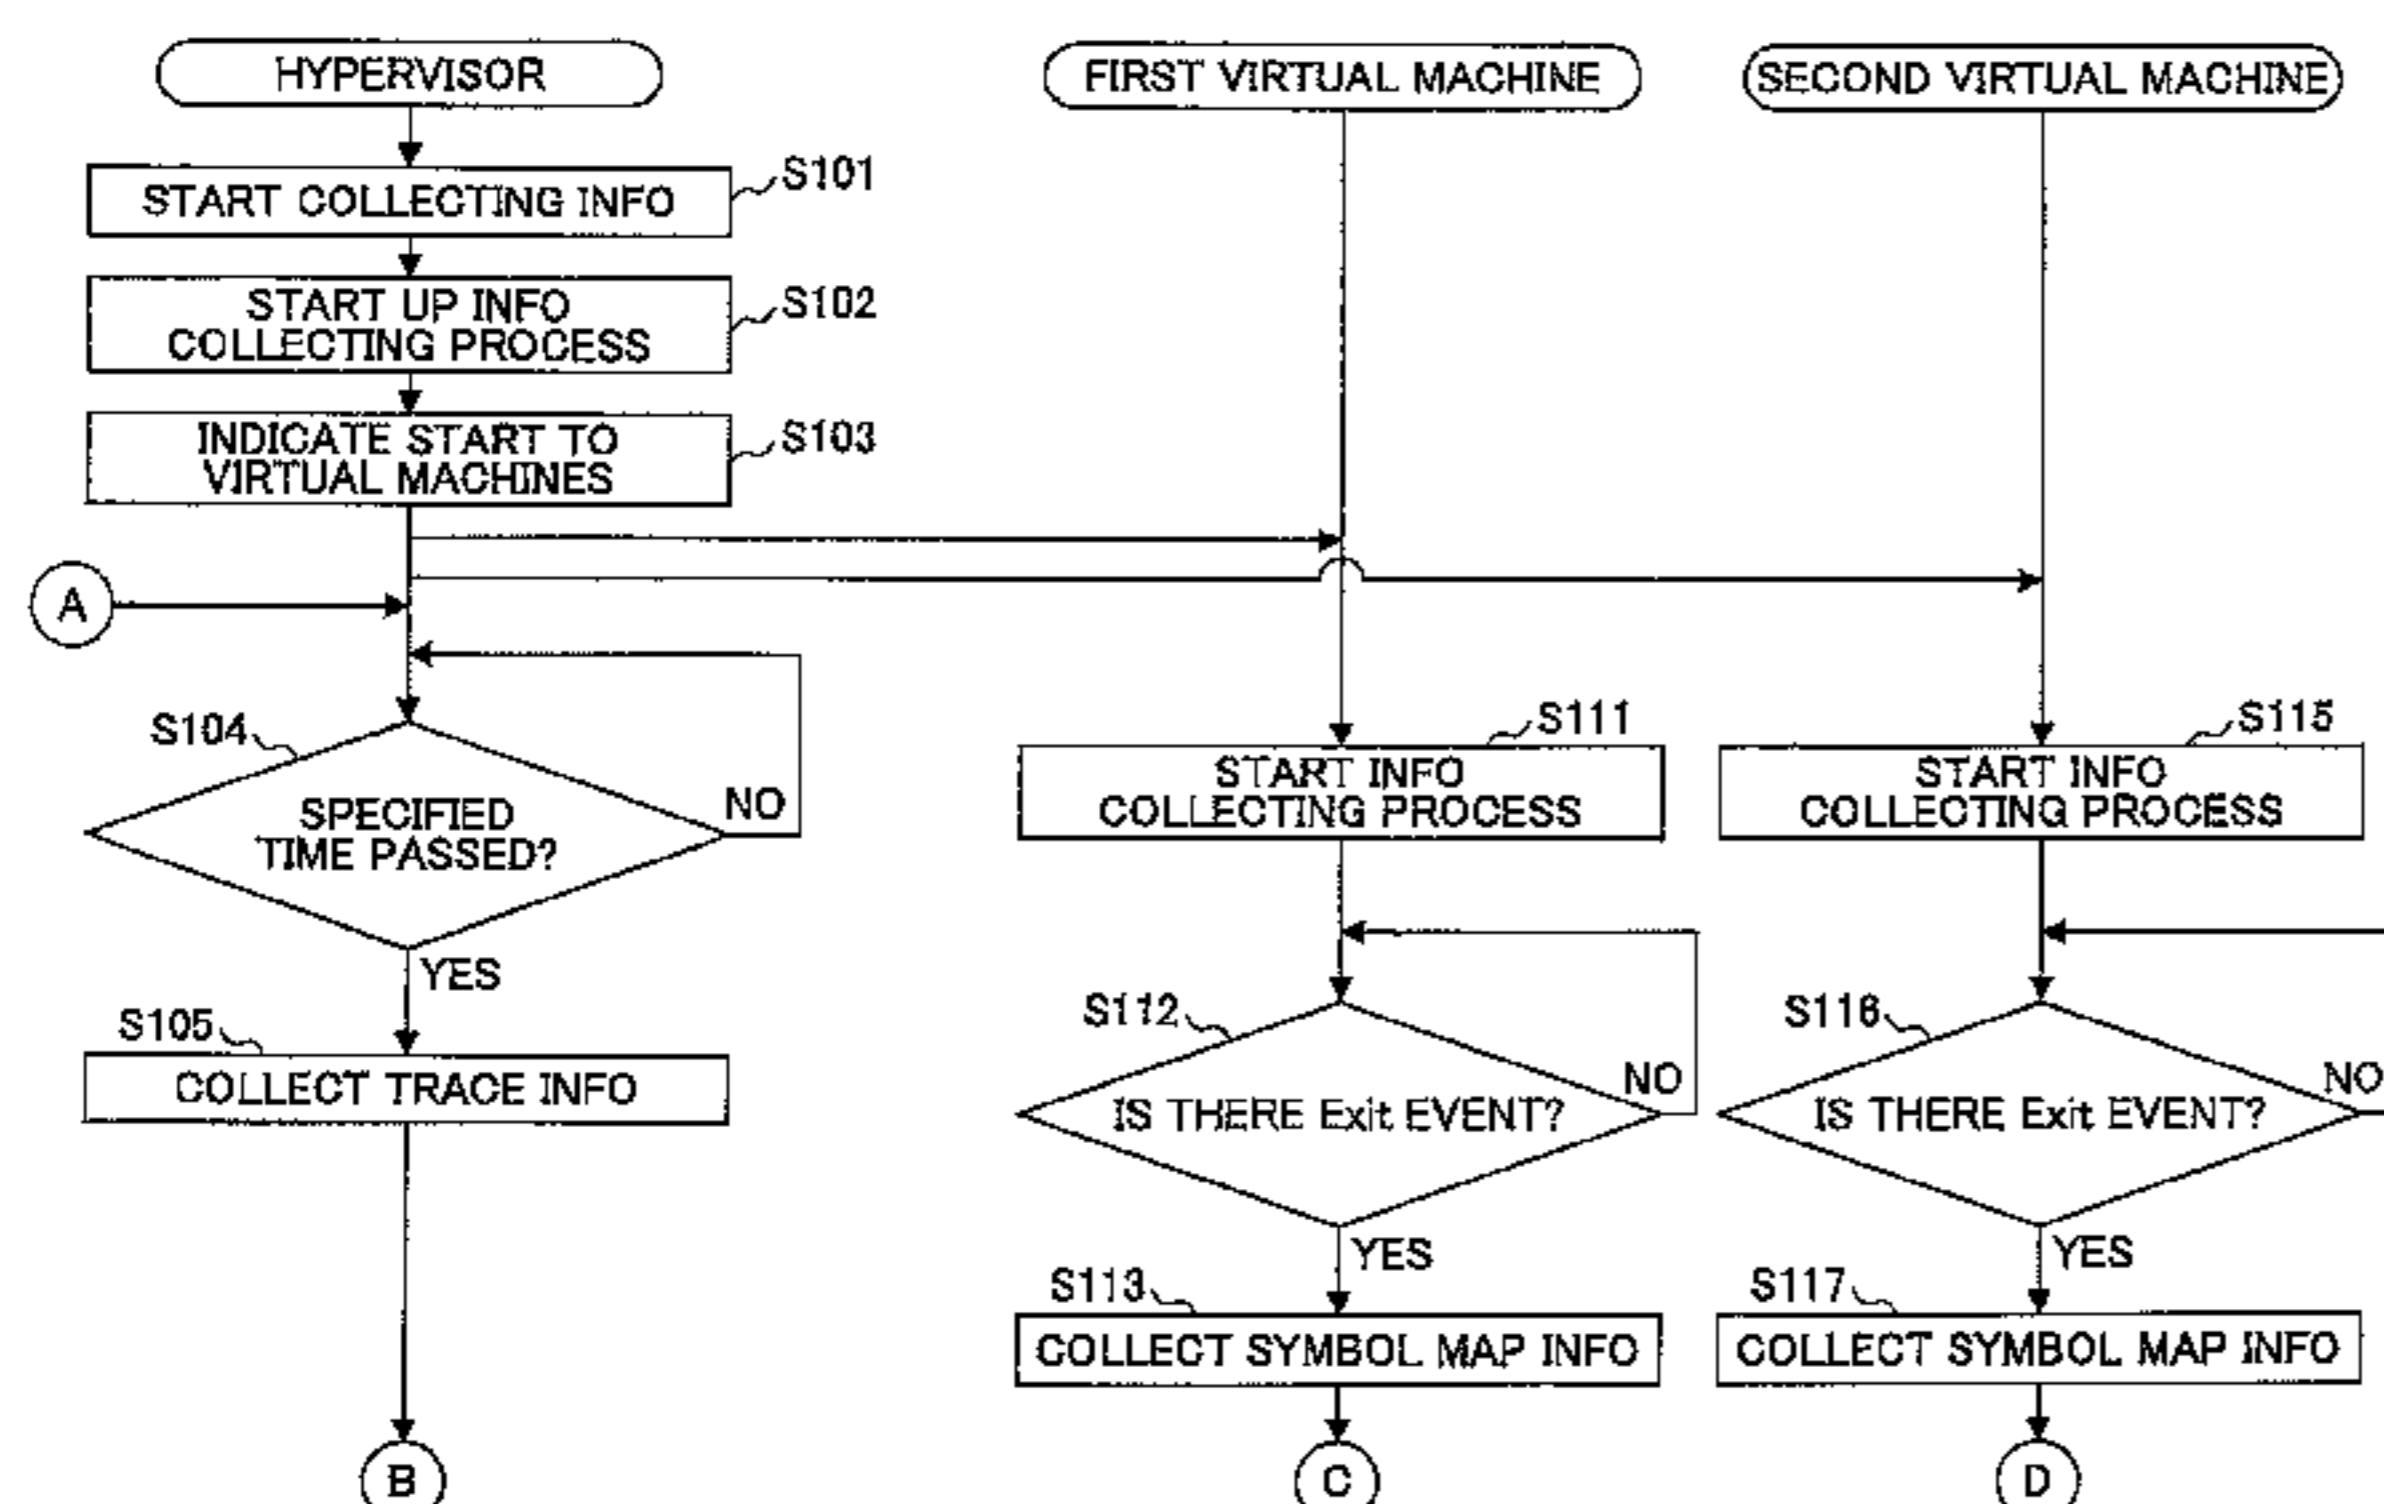 HYPERVISOR
FIRST VIRTUAL MACHINE
SECOND VIRTUAL MACHINE
START COLLECTING INFO
S101
START UP INFO
COLLECTING PROCESS
S102
INDICATE START TO
VIRTUAL MACHINES
S103
A
S104
SPECIFIED
TIME PASSED?
NO
YES
S105
COLLECT TRACE INFO
B
S111
START INFO
COLLECTING PROCESS
S112
IS THERE Exit EVENT?
NO
YES
S113
COLLECT SYMBOL MAP INFO
C
S115
START INFO
COLLECTING PROCESS
S116
IS THERE Exit EVENT?
NO
YES
S117
COLLECT SYMBOL MAP INFO
D